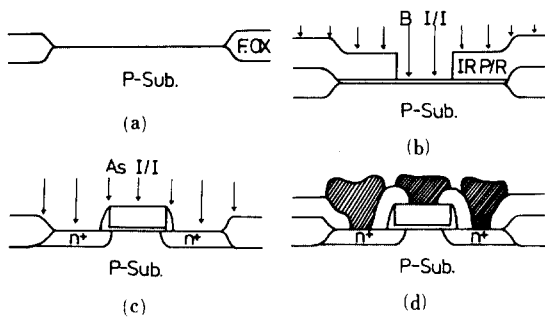 F.OX
P-Sub.
(a)
B I/I
IR P/R
P-Sub.
(b)
As I/I
n+ n+
P-Sub.
(c)
n+ n+
P-Sub.
(d)